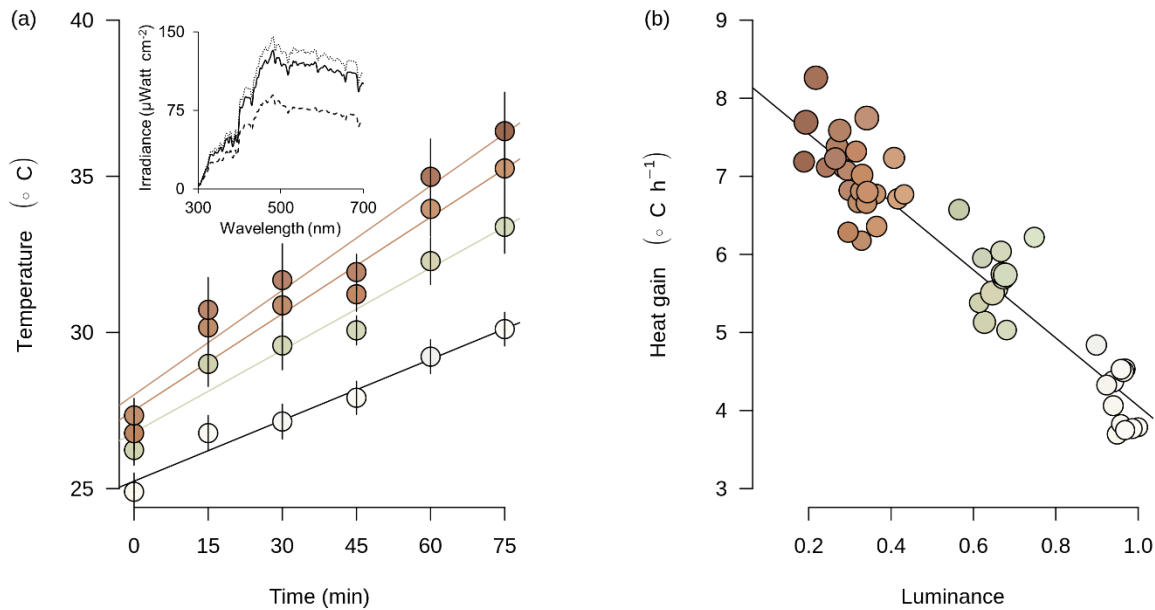 (a)
40
35
30
25
Temperature (° C)
0 15 30 45 60 75
Time (min)
150
75
0
Irradiance (µWatt cm⁻²)
300 500 700
Wavelength (nm)
(b)
9
8
7
6
5
4
3
Heat gain (° C h⁻¹)
0.2 0.4 0.6 0.8 1.0
Luminance